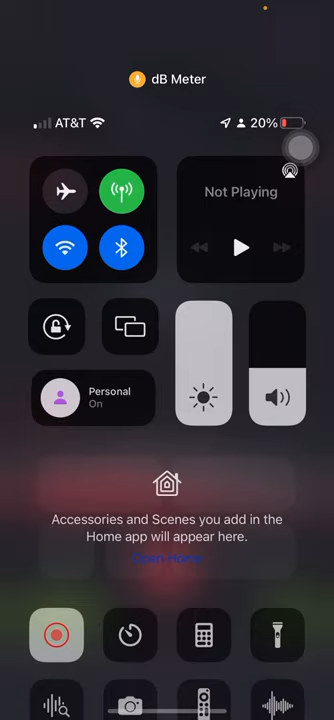 dB Meter
AT&T
20%
Not Playing
Personal
On
Accessories and Scenes you add in the
Home app will appear here.
Open Home